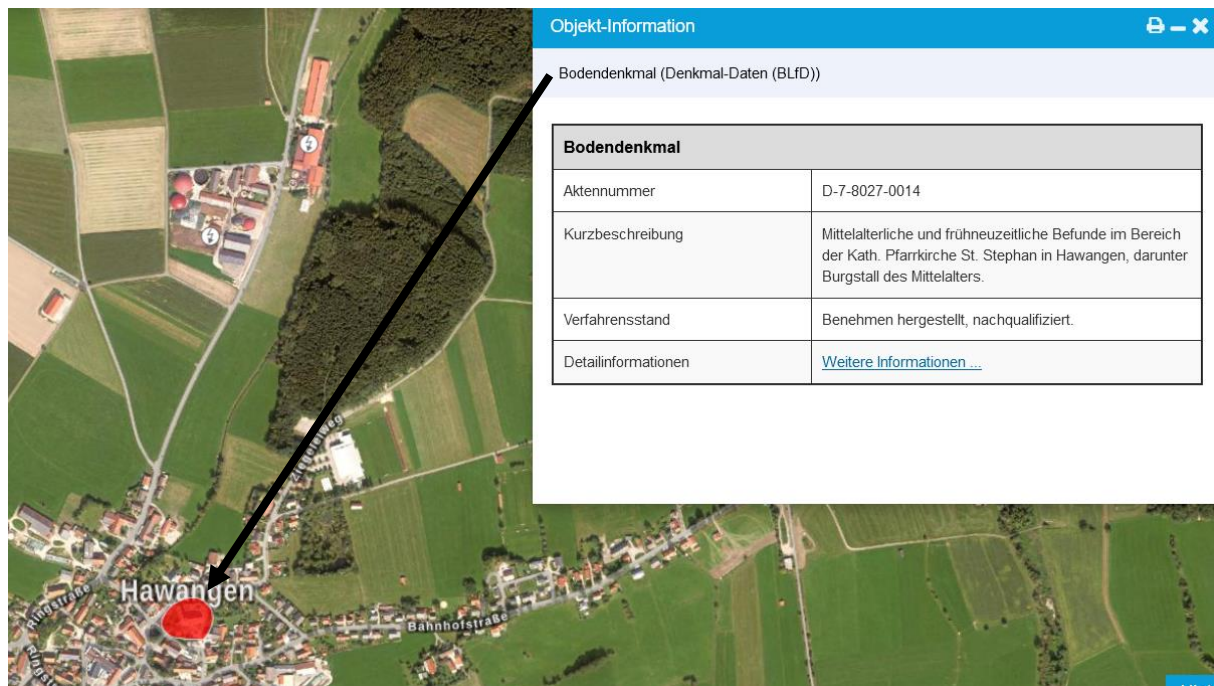 Objekt-Information
Bodendenkmal (Denkmal-Daten (BLfD))
Bodendenkmal
Aktennummer
D-7-8027-0014
Kurzbeschreibung
Mittelalterliche und frühneuzeitliche Befunde im Bereich
der Kath. Pfarrkirche St. Stephan in Hawangen, darunter
Burgstall des Mittelalters.
Verfahrensstand
Benehmen hergestellt, nachqualifiziert.
Detailinformationen
Weitere Informationen ...
Ziegeleiweg
Hawangen
Ringstraße
Bahnhofstraße